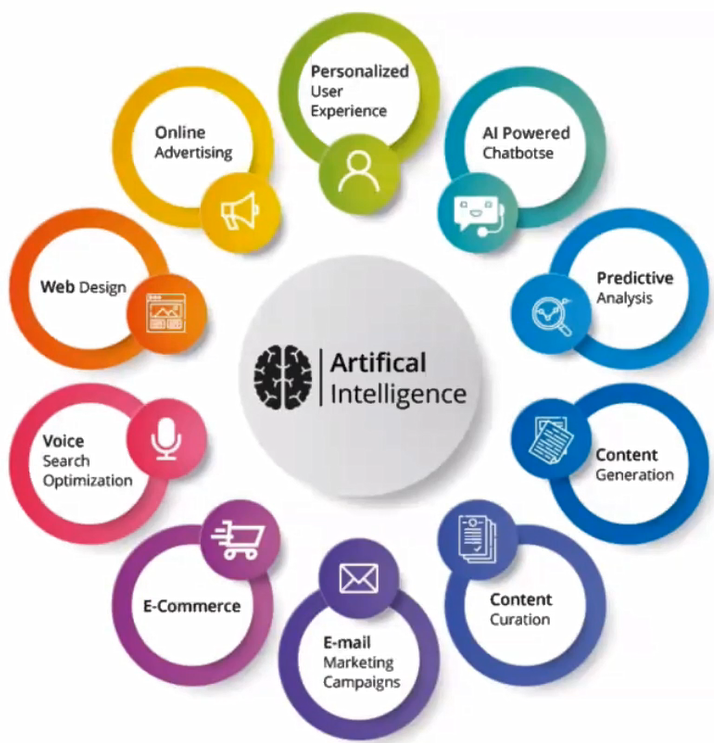 Personalized
User
Experience
AI Powered
Chatbotse
Predictive
Analysis
Content
Generation
Content
Curation
E-mail
Marketing
Campaigns
E-Commerce
Voice
Search
Optimization
Web Design
Online
Advertising
Artifical
Intelligence